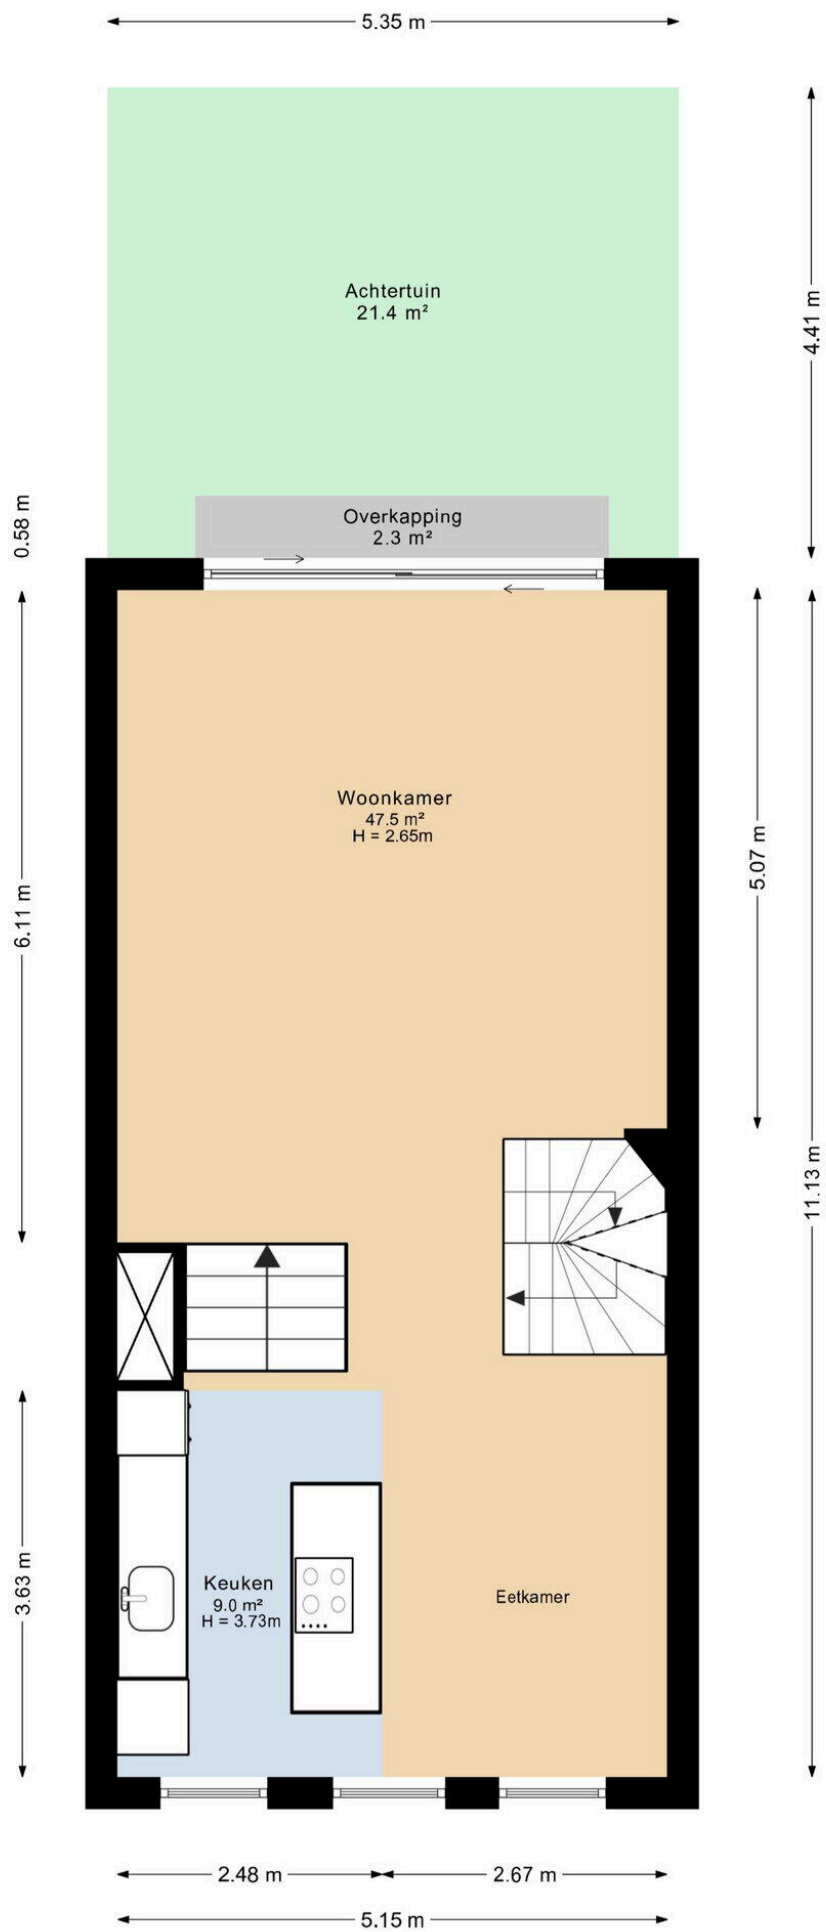 5.35 m
Achtertuin
21.4 m²
4.41 m
0.58 m
Overkapping
2.3 m²
Woonkamer
47.5 m²
H = 2.65m
6.11 m
5.07 m
11.13 m
3.63 m
Keuken
9.0 m²
H = 3.73m
Eetkamer
2.48 m
2.67 m
5.15 m